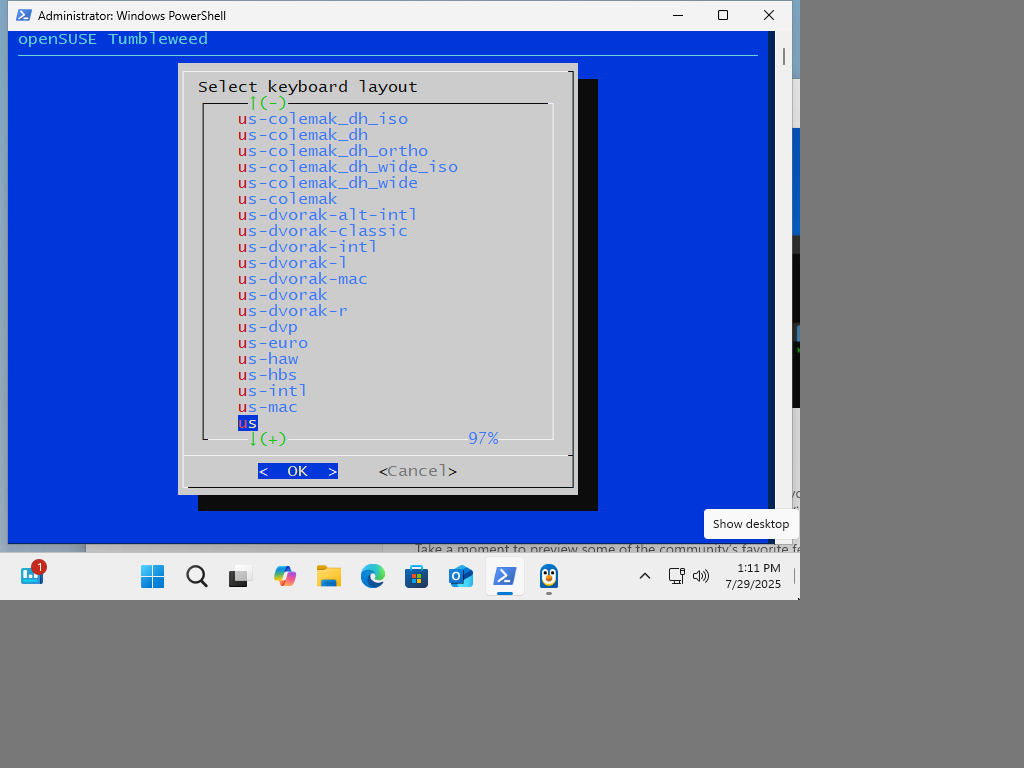 Administrator: Windows PowerShell
openSUSE Tumbleweed
Select keyboard layout
↑(-)
us-colemak_dh_iso
us-colemak_dh
us-colemak_dh_ortho
us-colemak_dh_wide_iso
us-colemak_dh_wide
us-colemak
us-dvorak-alt-intl
us-dvorak-classic
us-dvorak-intl
us-dvorak-l
us-dvorak-mac
us-dvorak
us-dvorak-r
us-dvp
us-euro
us-haw
us-hbs
us-intl
us-mac
us
↓(+) 97%
< OK > <Cancel>
Show desktop
Take a moment to preview some of the community's favorite
1
1:11 PM
7/29/2025